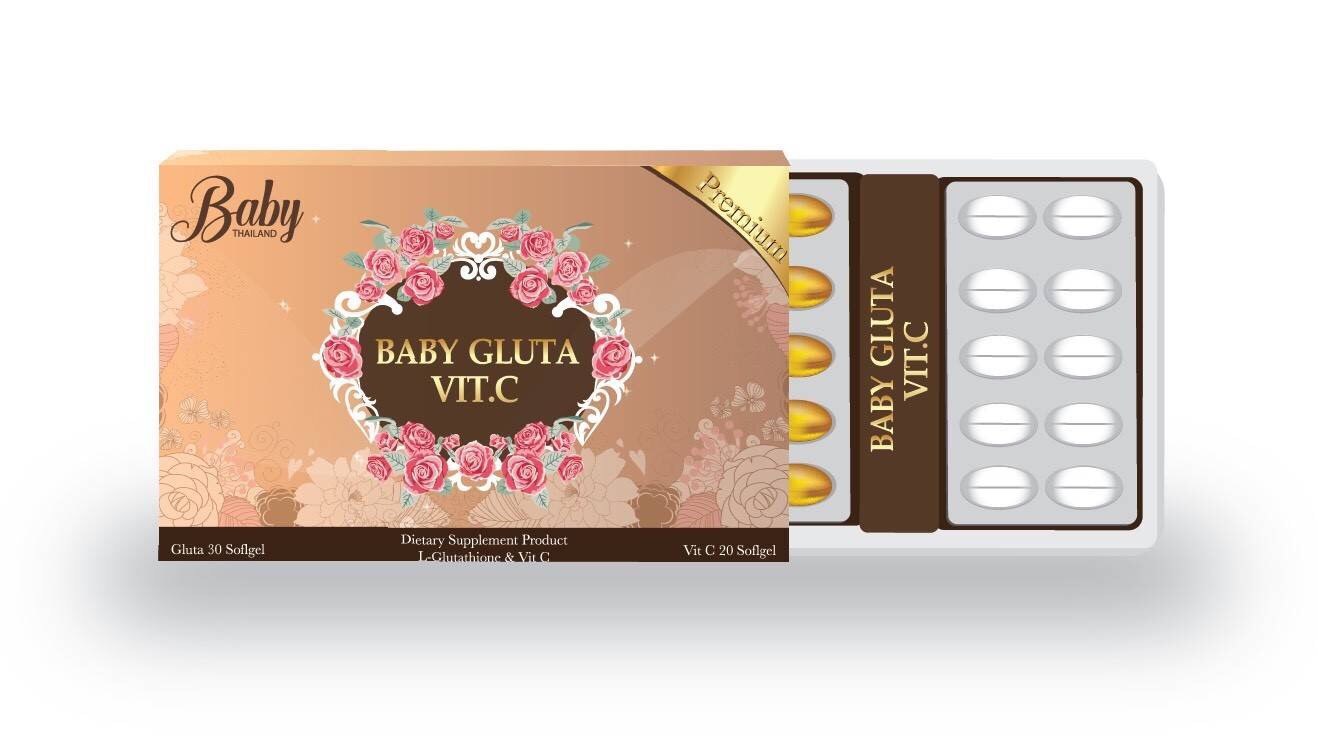 Baby
THAILAND
Premium
BABY GLUTA
VIT.C
Gluta 30 Soflgel
Dietary Supplement Product
L-Glutathione & Vit C
Vit C 20 Soflgel
BABY GLUTA
VIT.C